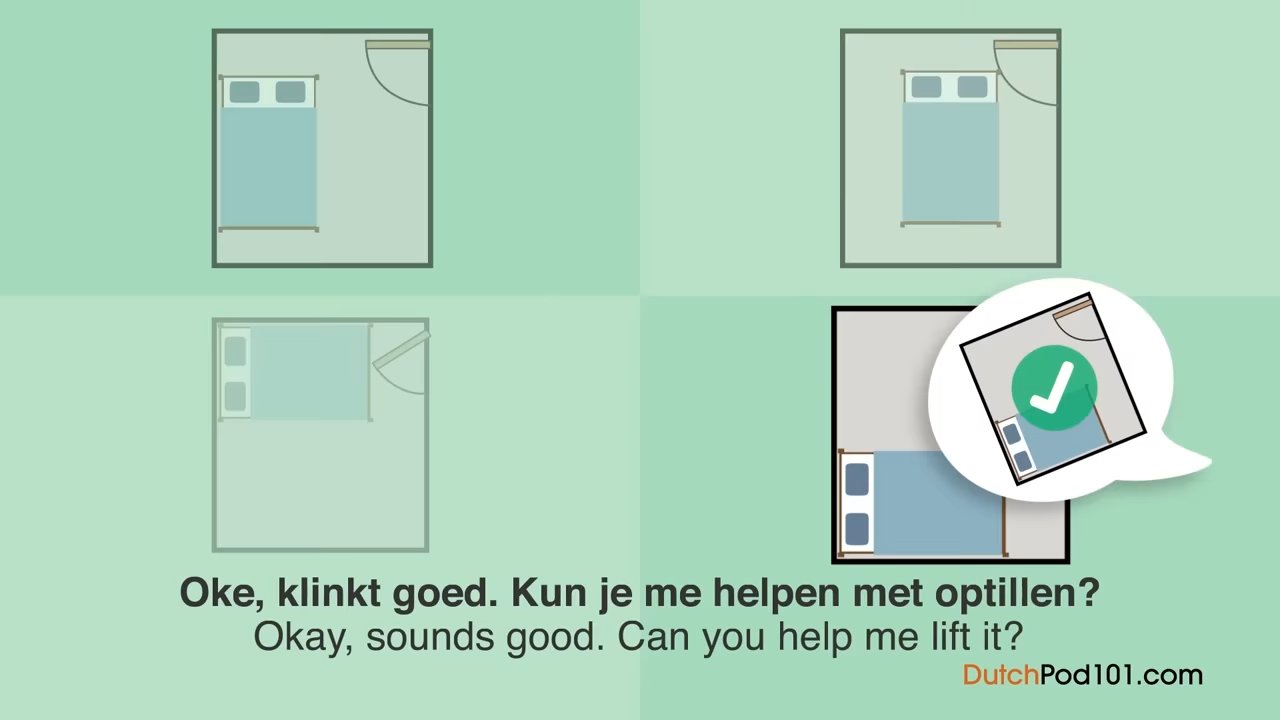 Oke, klinkt goed. Kun je me helpen met optillen?
Okay, sounds good. Can you help me lift it?
DutchPod101.com